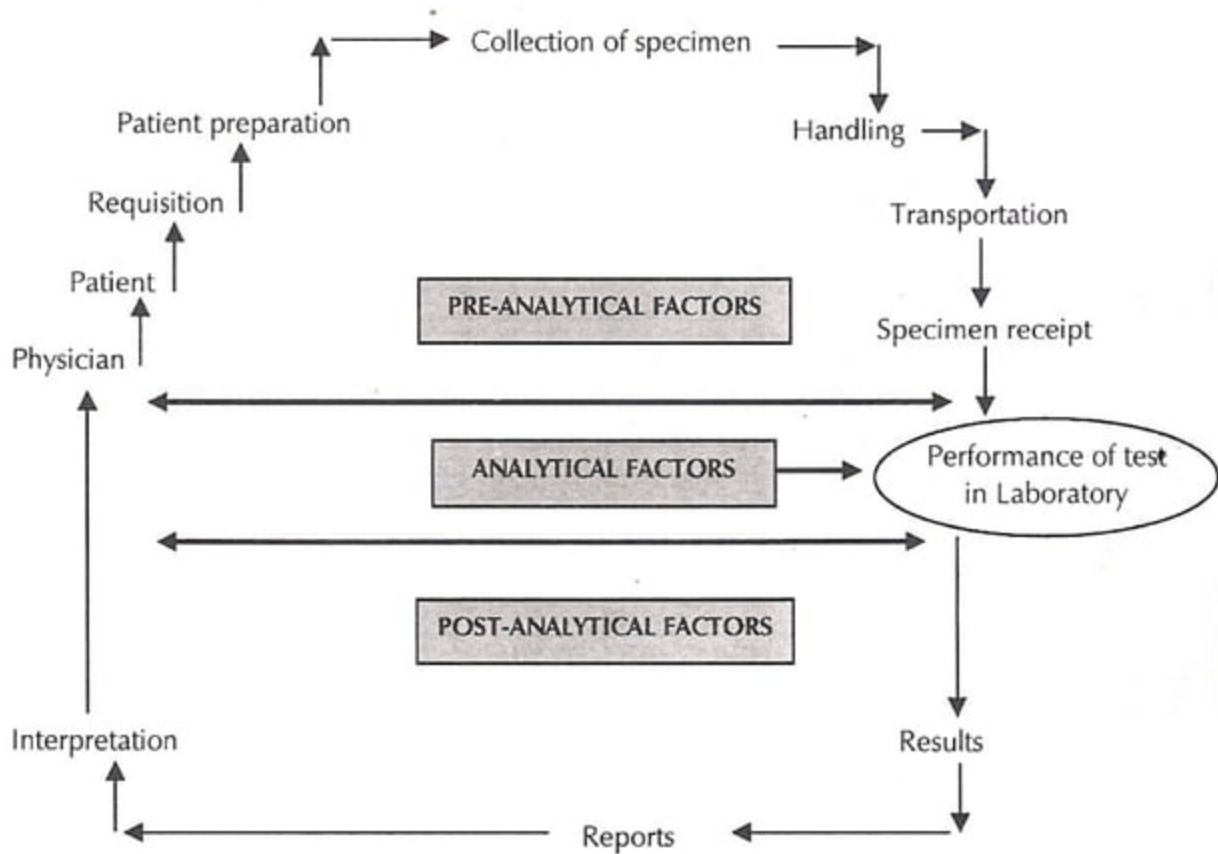 Collection of specimen
Patient preparation
Handling
Requisition
Transportation
Patient
PRE-ANALYTICAL FACTORS
Specimen receipt
Physician
ANALYTICAL FACTORS
Performance of test
in Laboratory
POST-ANALYTICAL FACTORS
Interpretation
Results
Reports